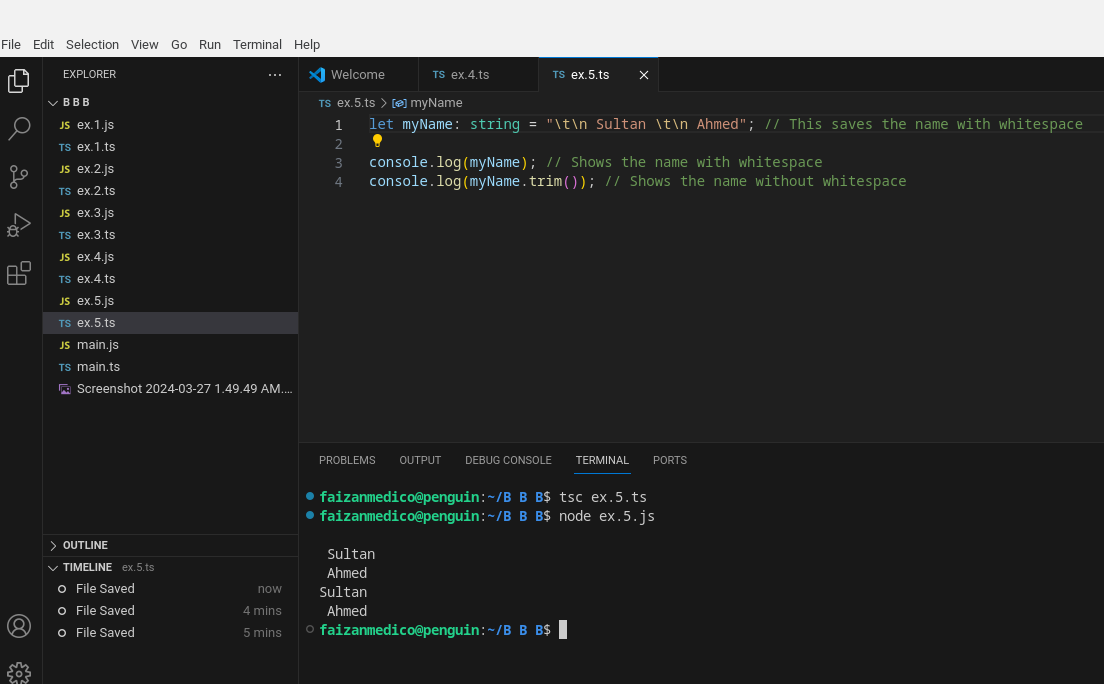 File Edit Selection View Go Run Terminal Help
EXPLORER ...
B B B
JS ex.1.js
TS ex.1.ts
JS ex.2.js
TS ex.2.ts
JS ex.3.js
TS ex.3.ts
JS ex.4.js
TS ex.4.ts
JS ex.5.js
TS ex.5.ts
JS main.js
TS main.ts
Screenshot 2024-03-27 1.49.49 AM....
OUTLINE
TIMELINE ex.5.ts
File Saved now
File Saved 4 mins
File Saved 5 mins
Welcome TS ex.4.ts TS ex.5.ts
TS ex.5.ts > myName
1 let myName: string = "\t\n Sultan \t\n Ahmed"; // This saves the name with whitespace
2
3 console.log(myName); // Shows the name with whitespace
4 console.log(myName.trim()); // Shows the name without whitespace
PROBLEMS OUTPUT DEBUG CONSOLE TERMINAL PORTS
faizanmedico@penguin:~/B B B$ tsc ex.5.ts
faizanmedico@penguin:~/B B B$ node ex.5.js
Sultan
Ahmed
Sultan
Ahmed
faizanmedico@penguin:~/B B B$